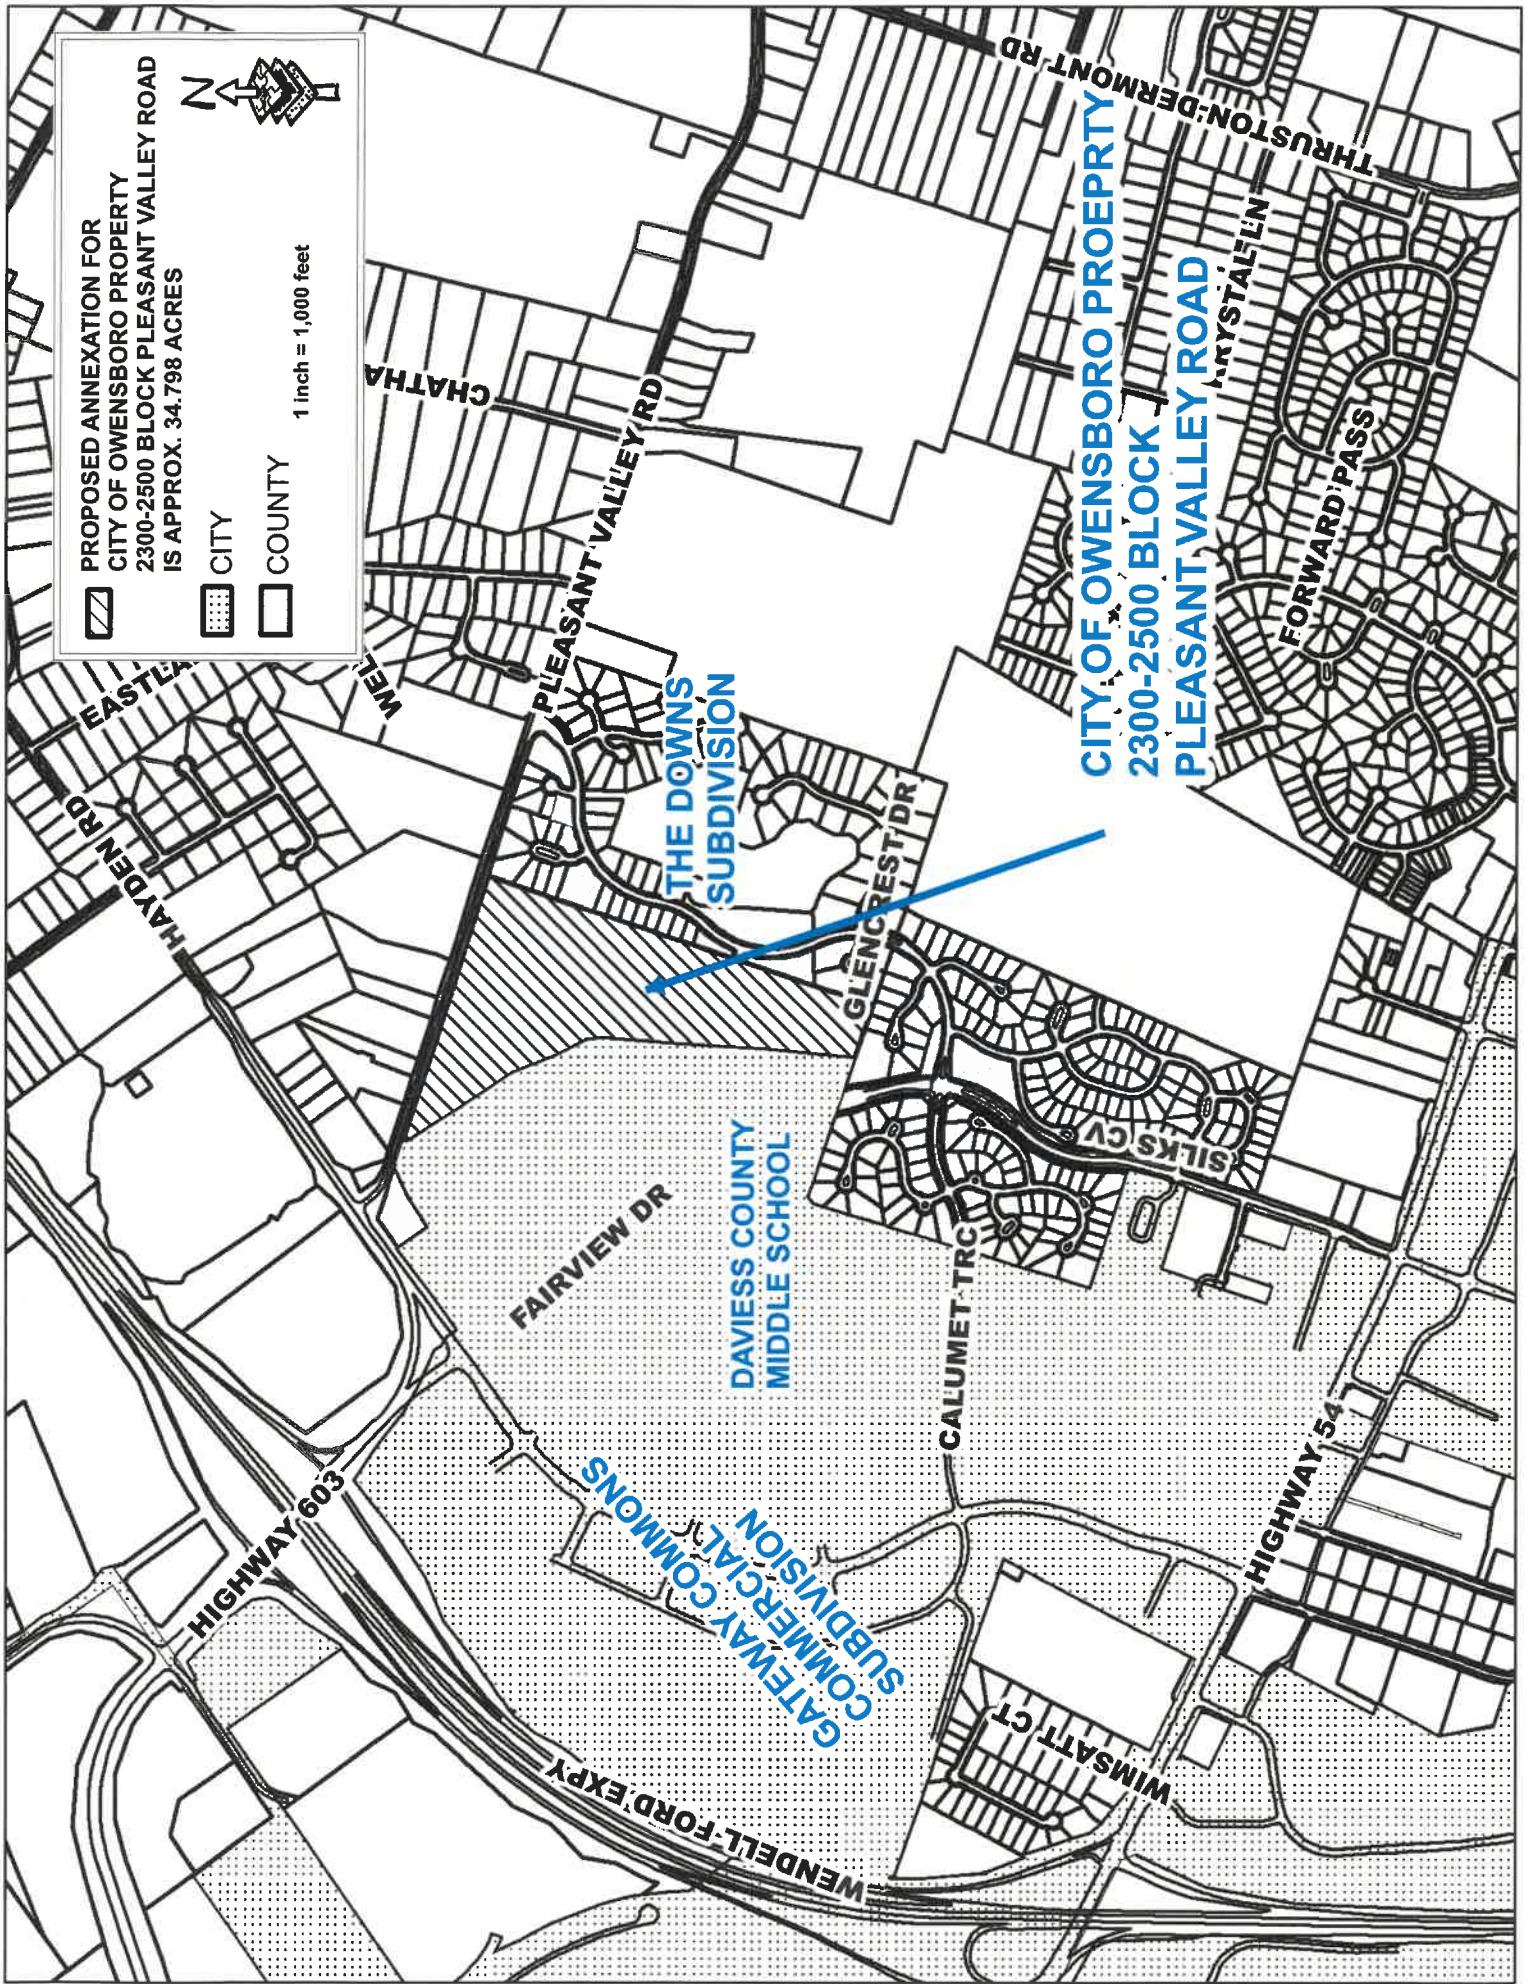 PROPOSED ANNEXATION FOR
CITY OF OWENSBORO PROPERTY
2300-2500 BLOCK PLEASANT VALLEY ROAD
IS APPROX. 34.798 ACRES
CITY
COUNTY
1 inch = 1,000 feet
N
HIGHWAY 603
HAYDEN RD
EASTLA
WEL
CHATHA
PLEASANT VALLEY RD
THRUSTON-DERMONT RD
FAIRVIEW DR
THE DOWNS
SUBDIVISION
GATEWAY COMMONS
COMMERCIAL
SUBDIVISION
DAVIESS COUNTY
MIDDLE SCHOOL
WENDELL FORD EXPY
GLENCREST DR
CALUMET TRC
SILKS CV
CITY OF OWENSBORO PROEPRTY
2300-2500 BLOCK
PLEASANT VALLEY ROAD
RYSTAL LN
FORWARD PASS
WIMSATT CT
HIGHWAY 54